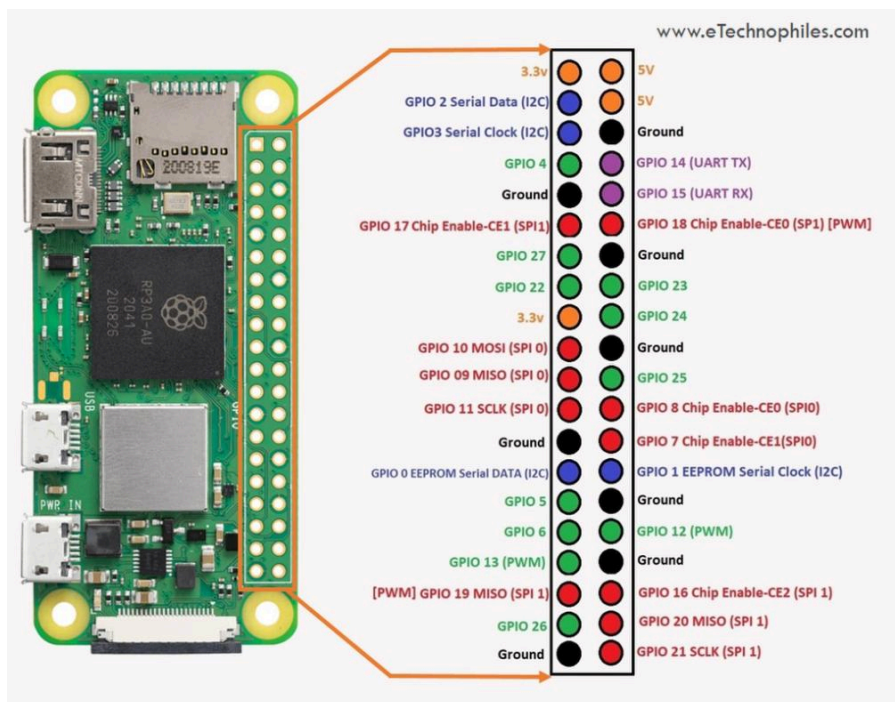 www.eTechnophiles.com
3.3v 5V
GPIO 2 Serial Data (I2C) 5V
GPIO3 Serial Clock (I2C) Ground
GPIO 4 GPIO 14 (UART TX)
Ground GPIO 15 (UART RX)
GPIO 17 Chip Enable-CE1 (SPI1) GPIO 18 Chip Enable-CE0 (SP1) [PWM]
GPIO 27 Ground
GPIO 22 GPIO 23
3.3v GPIO 24
GPIO 10 MOSI (SPI 0) Ground
GPIO 09 MISO (SPI 0) GPIO 25
GPIO 11 SCLK (SPI 0) GPIO 8 Chip Enable-CE0 (SPI0)
Ground GPIO 7 Chip Enable-CE1(SPI0)
GPIO 0 EEPROM Serial DATA (I2C) GPIO 1 EEPROM Serial Clock (I2C)
GPIO 5 Ground
GPIO 6 GPIO 12 (PWM)
GPIO 13 (PWM) Ground
[PWM] GPIO 19 MISO (SPI 1) GPIO 16 Chip Enable-CE2 (SPI 1)
GPIO 26 GPIO 20 MISO (SPI 1)
Ground GPIO 21 SCLK (SPI 1)
200819E
RP3A0-AU
2041
200826
USB
PWR IN